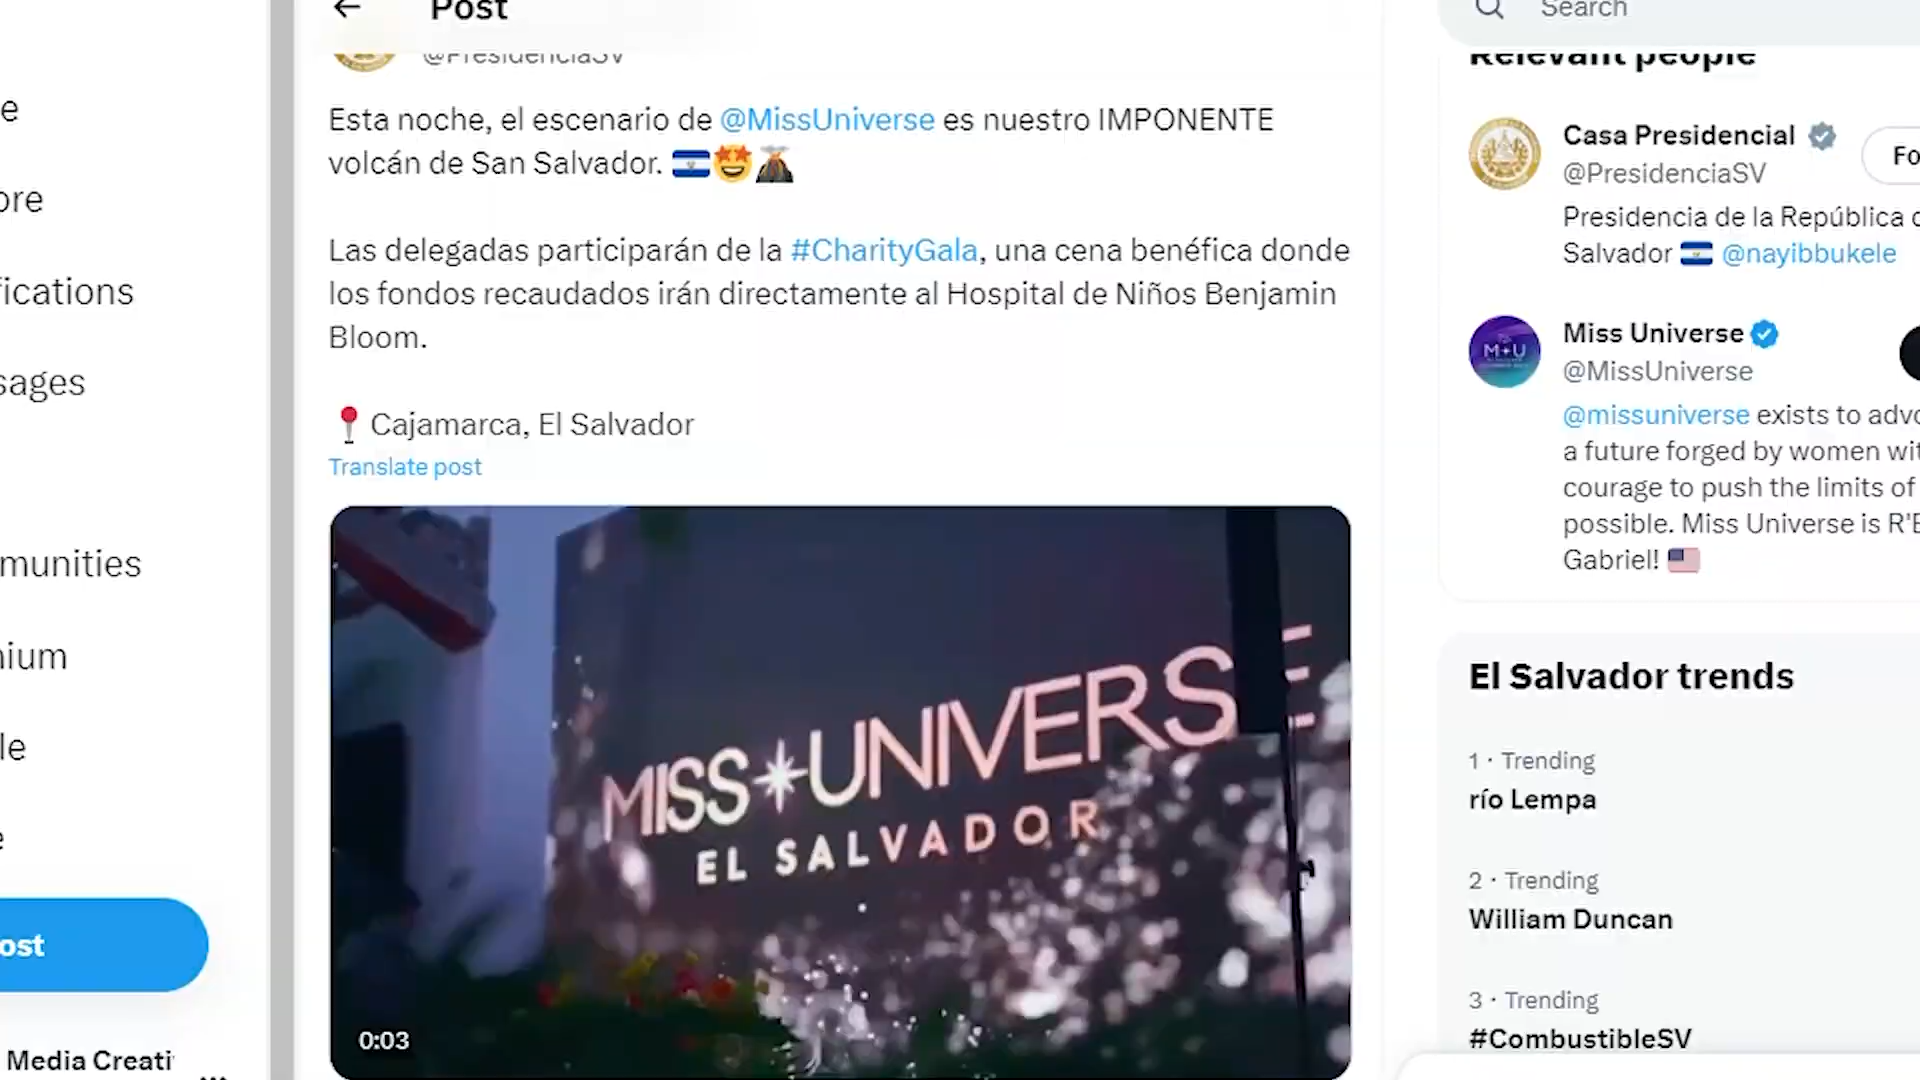 Post
Search
Relevant people
@PresidenciaSV
Esta noche, el escenario de @MissUniverse es nuestro IMPONENTE
volcán de San Salvador.
Las delegadas participarán de la #CharityGala, una cena benéfica donde
los fondos recaudados irán directamente al Hospital de Niños Benjamin
Bloom.
Cajamarca, El Salvador
Translate post
MISS UNIVERSE
EL SALVADOR
0:03
Casa Presidencial
@PresidenciaSV
Fo
Presidencia de la República
Salvador @nayibbukele
M+U
Miss Universe
@MissUniverse
@missuniverse exists to advo
a future forged by women wit
courage to push the limits of
possible. Miss Universe is R'E
Gabriel!
El Salvador trends
1 · Trending
río Lempa
2 · Trending
William Duncan
3 · Trending
#CombustibleSV
e
ore
fications
sages
munities
nium
le
e
ost
Media Creati
...